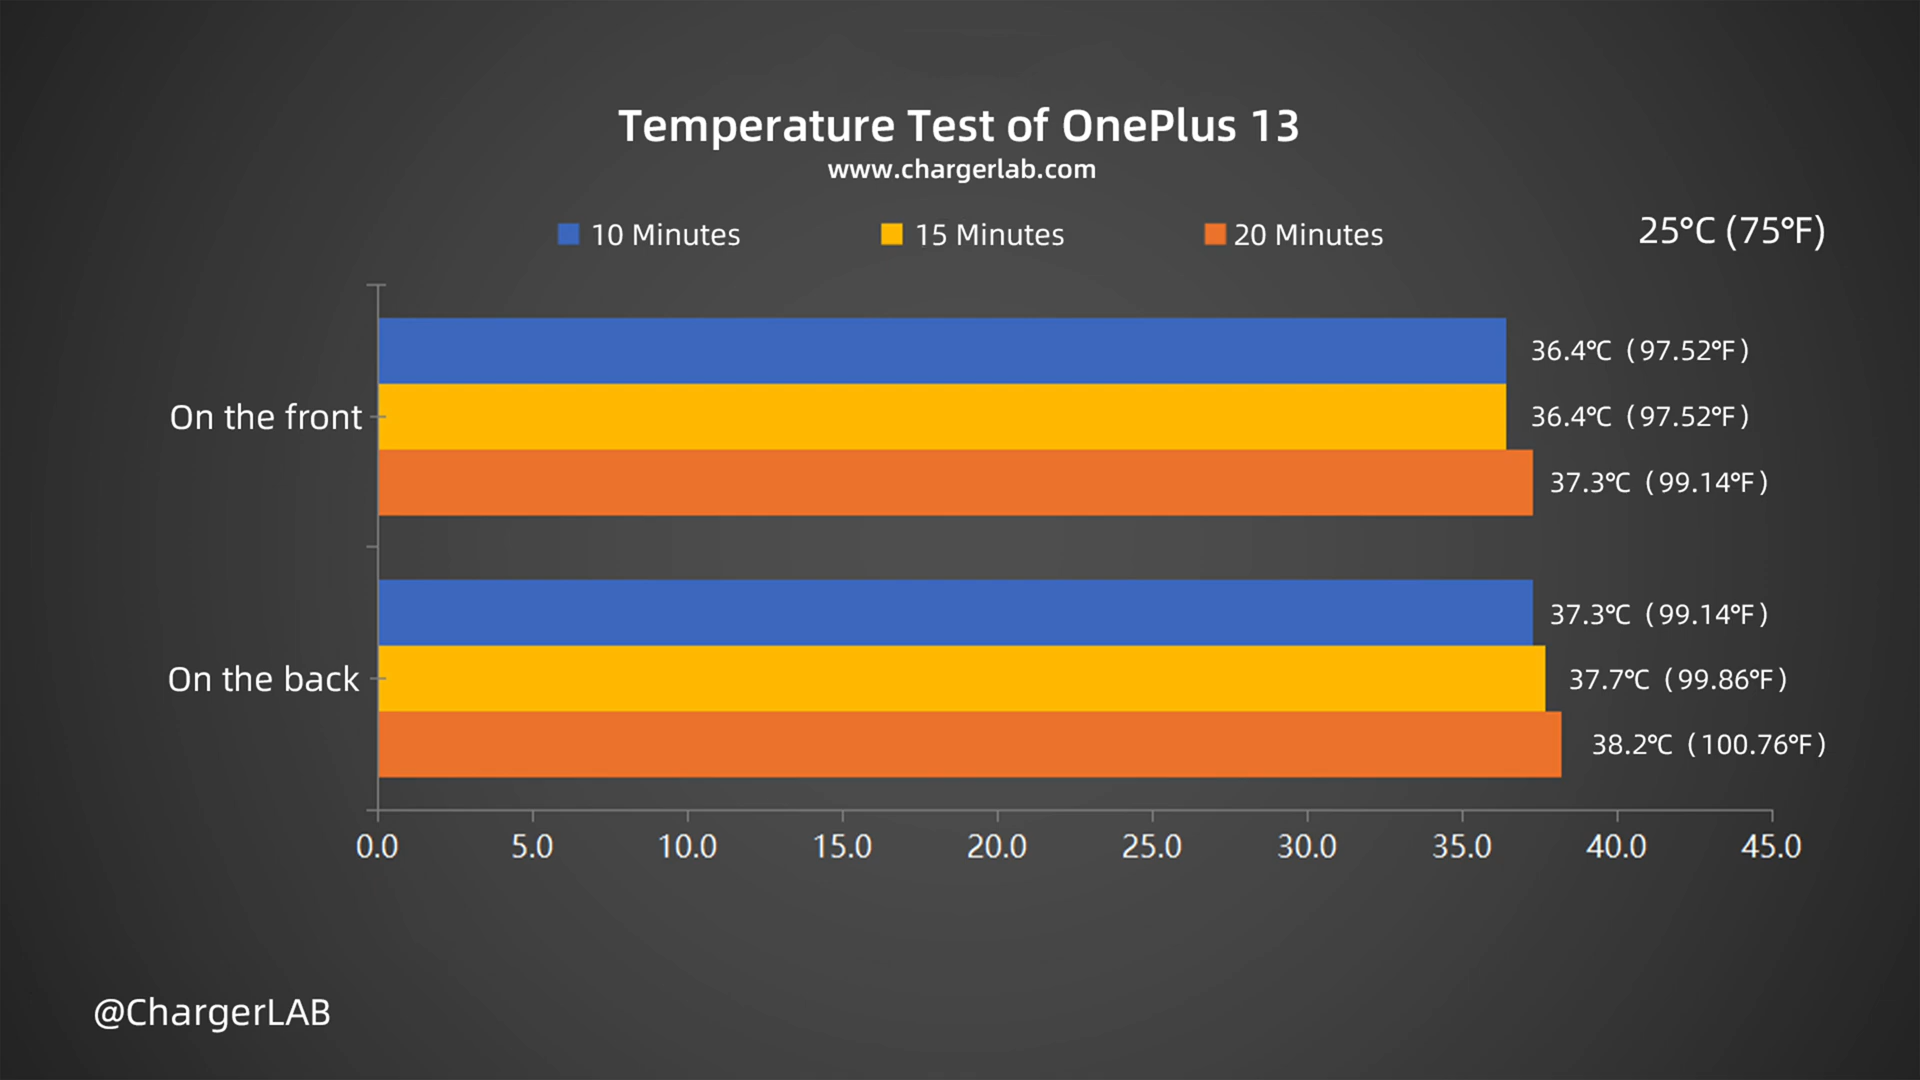 Temperature Test of OnePlus 13
www.chargerlab.com
10 Minutes 15 Minutes 20 Minutes
25°C (75°F)
On the front
36.4℃ (97.52℉)
36.4℃ (97.52℉)
37.3℃ (99.14℉)
On the back
37.3℃ (99.14℉)
37.7℃ (99.86℉)
38.2℃ (100.76℉)
0.0 5.0 10.0 15.0 20.0 25.0 30.0 35.0 40.0 45.0
@ChargerLAB